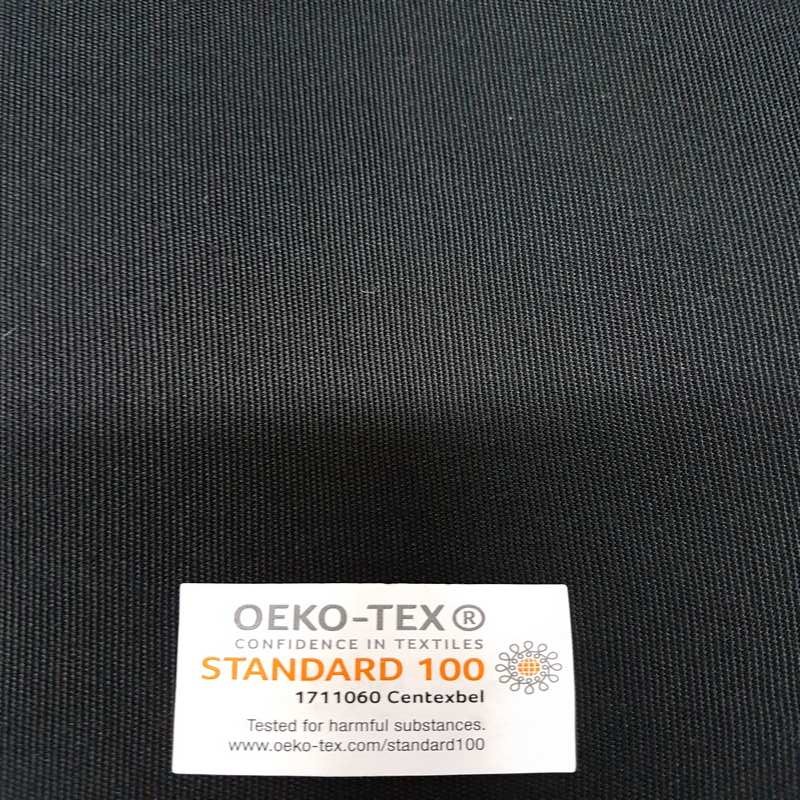 OEKO-TEX®
CONFIDENCE IN TEXTILES
STANDARD 100
1711060 Centexbel
Tested for harmful substances.
www.oeko-tex.com/standard100